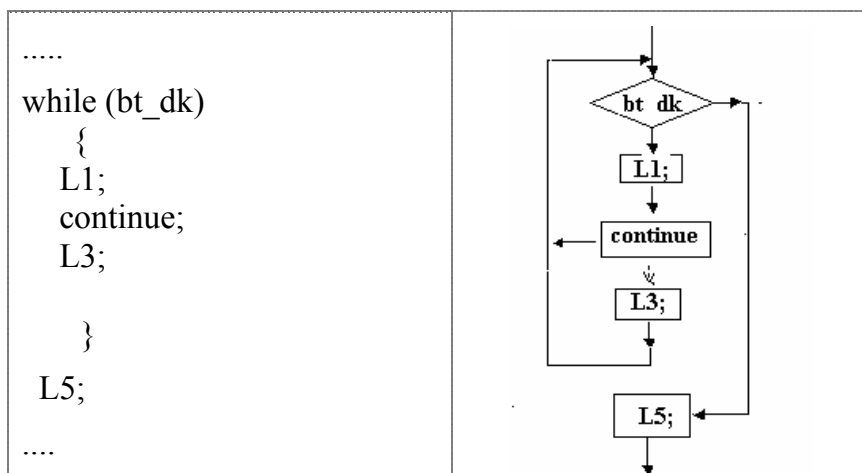 .....
while (bt_dk)
{
L1;
continue;
L3;
}
L5;
....
bt dk
L1;
continue
L3;
L5;